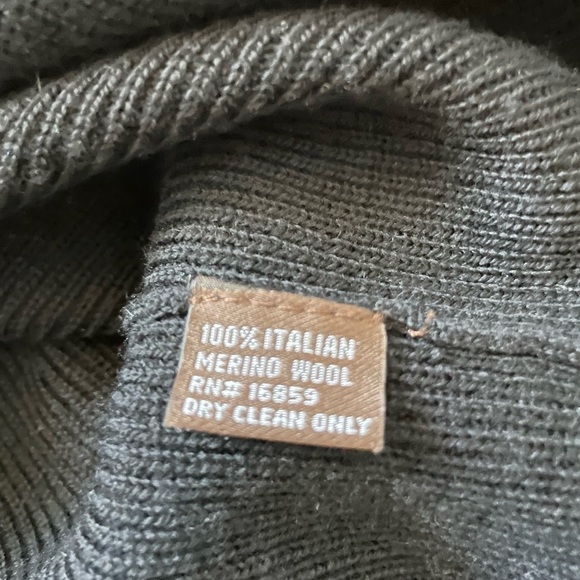 100% ITALIAN
MERINO WOOL
RN# 16859
DRY CLEAN ONLY